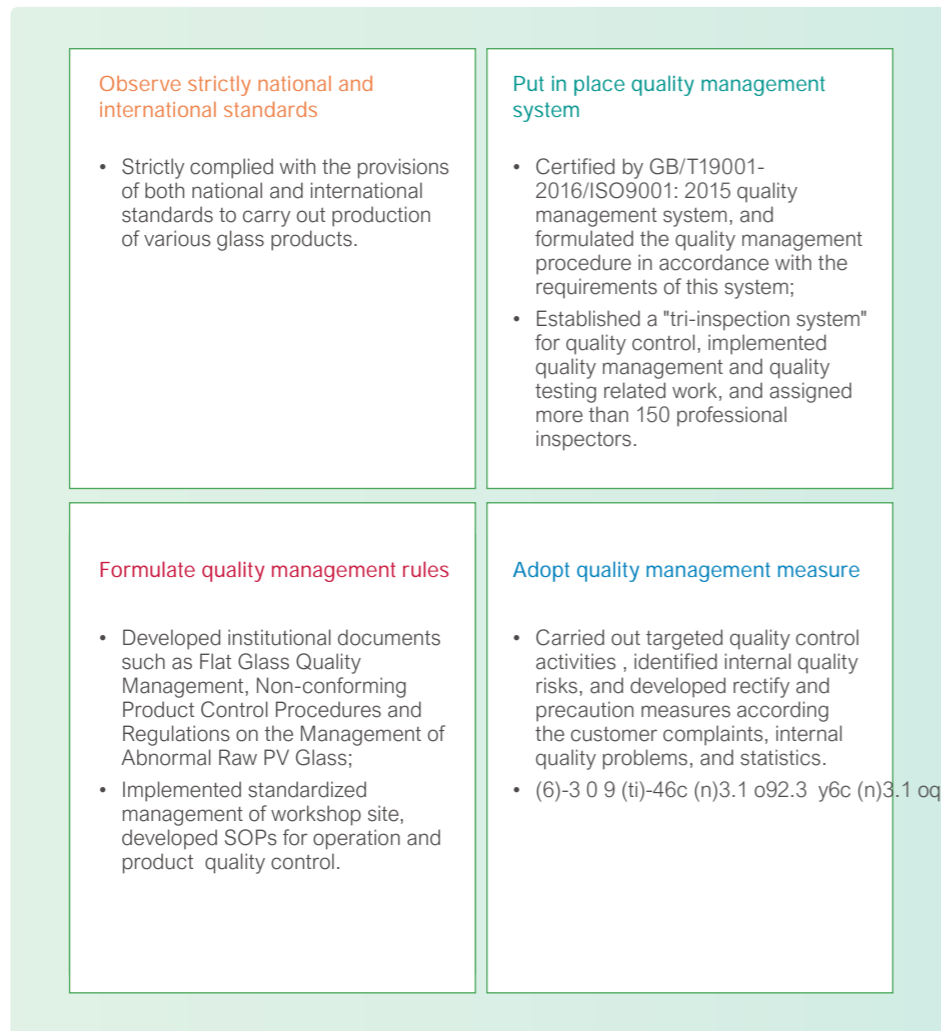 Observe strictly national and
international standards
• Strictly complied with the provisions
of both national and international
standards to carry out production
of various glass products.
Put in place quality management
system
• Certified by GB/T19001-
2016/ISO9001: 2015 quality
management system, and
formulated the quality management
procedure in accordance with the
requirements of this system;
• Established a "tri-inspection system"
for quality control, implemented
quality management and quality
testing related work, and assigned
more than 150 professional
inspectors.
Formulate quality management rules
• Developed institutional documents
such as Flat Glass Quality
Management, Non-conforming
Product Control Procedures and
Regulations on the Management of
Abnormal Raw PV Glass;
• Implemented standardized
management of workshop site,
developed SOPs for operation and
product  quality control.
Adopt quality management measure
• Carried out targeted quality control
activities , identified internal quality
risks, and developed rectify and
precaution measures according
the customer complaints, internal
quality problems, and statistics.
• (6)-3 0 9 (ti)-46c (n)3.1 o92.3  y6c (n)3.1 oq